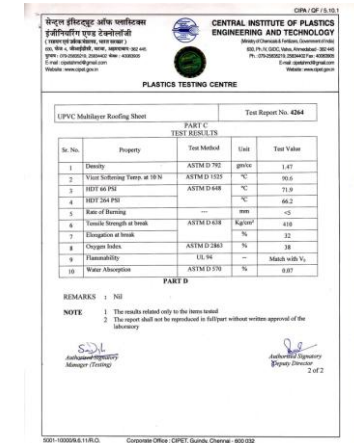 CIPA / QF / 5.10.1
सेन्ट्रल इंस्टिट्यूट ऑफ प्लास्टिक्स
इंजीनियरिंग एण्ड टेक्नोलॉजी
CENTRAL INSTITUTE OF PLASTICS
ENGINEERING AND TECHNOLOGY
(Ministry of Chemicals & Fertilizers, Government of India)
630, Ph. IV, GIDC, Vatva, Ahmedabad - 382 445
Website : www.cipet.gov.in
Website : www.cipet.gov.in
PLASTICS TESTING CENTRE
UPVC Multilayer Roofing Sheet
Test Report No. 4264
PART C
TEST RESULTS
Sr. No. Property Test Method Unit Test Value
1 Density ASTM D 792 gm/cc 1.47
2 Vicat Softening Temp. at 10 N ASTM D 1525 °C 90.6
3 HDT 66 PSI ASTM D 648 °C 71.9
4 HDT 264 PSI °C 66.2
5 Rate of Burning --- mm <5
6 Tensile Strength at break ASTM D 638 Kg/cm² 410
7 Elongation at break % 32
8 Oxygen Index ASTM D 2863 % 38
9 Flammability UL 94 -- Match with V₀
10 Water Absorption ASTM D 570 % 0.07
PART D
REMARKS : Nil
NOTE 1 The results related only to the items tested
2 The report shall not be reproduced in full/part without written approval of the
laboratory
Authorised Signatory
Manager (Testing)
Authorised Signatory
Deputy Director
2 of 2
Corporate Office : CIPET, Guindy, Chennai - 600 032